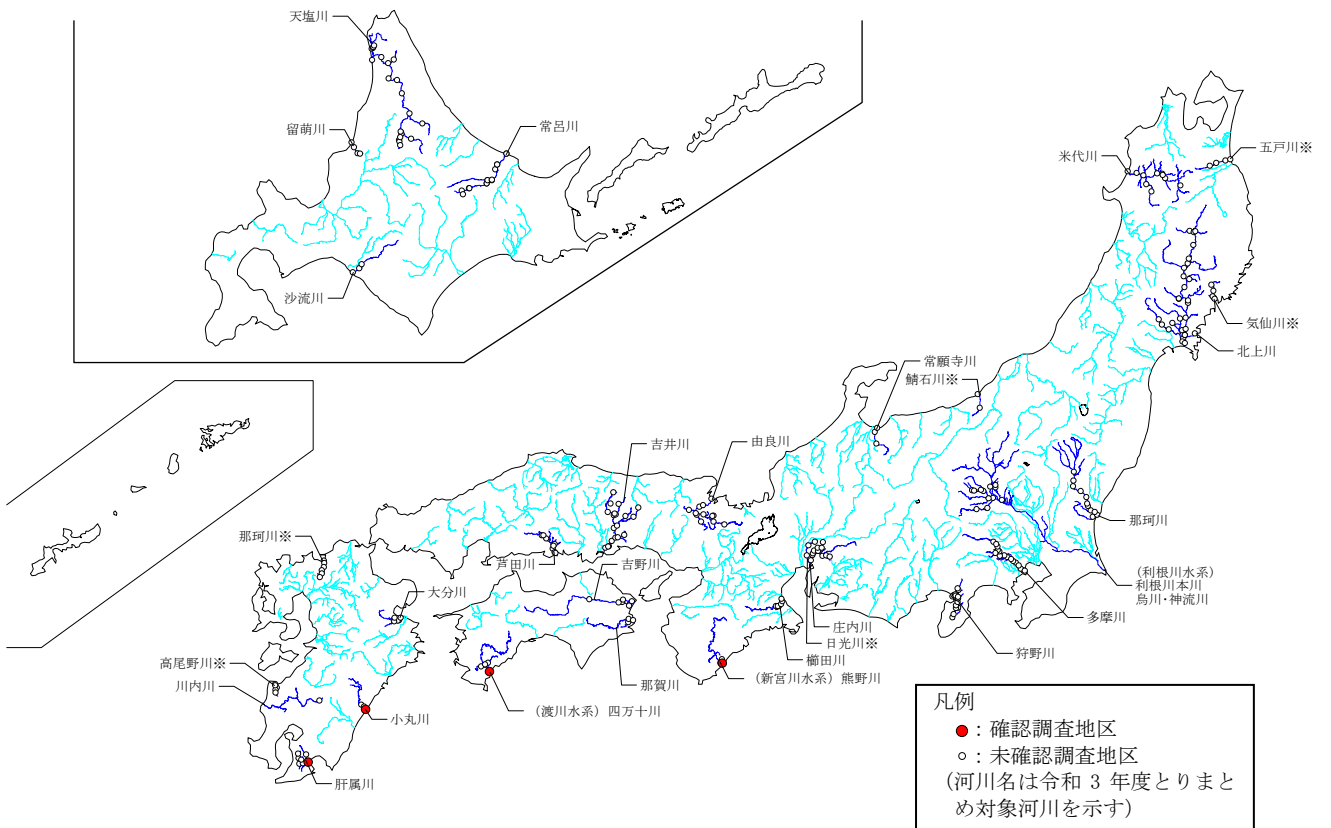 天塩川
留萌川
常呂川
沙流川
米代川
五戸川※
気仙川※
北上川
常願寺川
鯖石川※
吉井川
由良川
那珂川
(利根川水系)
利根川本川
烏川・神流川
多摩川
狩野川
庄内川
日光川※
櫛田川
(新宮川水系) 熊野川
那珂川※
芦田川
吉野川
大分川
高尾野川※
川内川
那賀川
(渡川水系) 四万十川
小丸川
肝属川
凡例
：確認調査地区
：未確認調査地区
(河川名は令和 3 年度とりまと
め対象河川を示す)